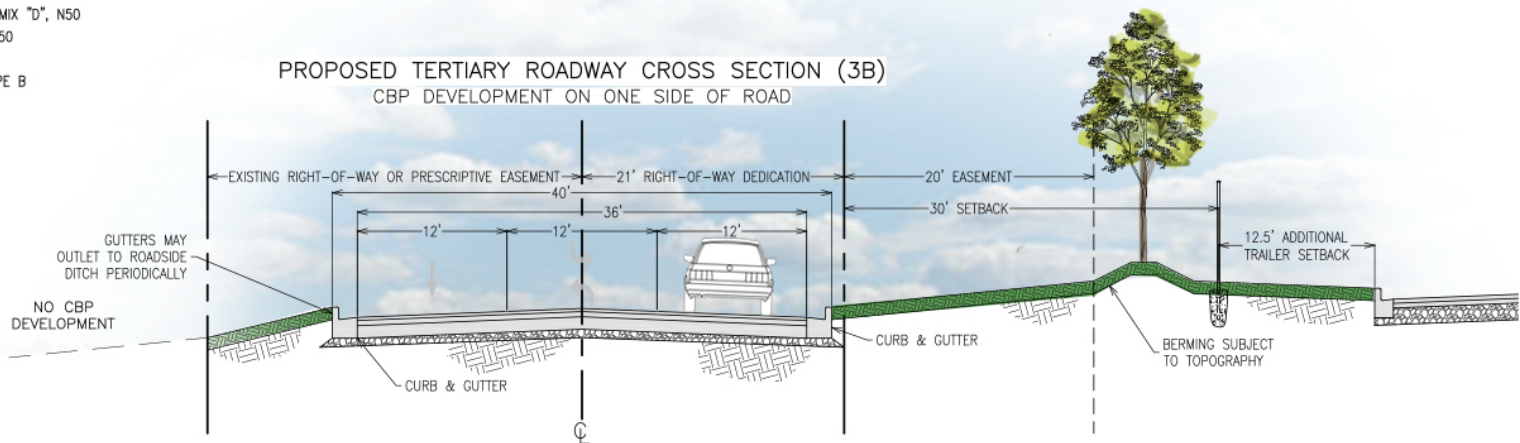 MIX "D", N50
50
PE B
PROPOSED TERTIARY ROADWAY CROSS SECTION (3B)
CBP DEVELOPMENT ON ONE SIDE OF ROAD
EXISTING RIGHT-OF-WAY OR PRESCRIPTIVE EASEMENT
21' RIGHT-OF-WAY DEDICATION
20' EASEMENT
40'
36'
30' SETBACK
12'
12'
12'
GUTTERS MAY
OUTLET TO ROADSIDE
DITCH PERIODICALLY
12.5' ADDITIONAL
TRAILER SETBACK
NO CBP
DEVELOPMENT
CURB & GUTTER
BERMING SUBJECT
TO TOPOGRAPHY
CURB & GUTTER
℄